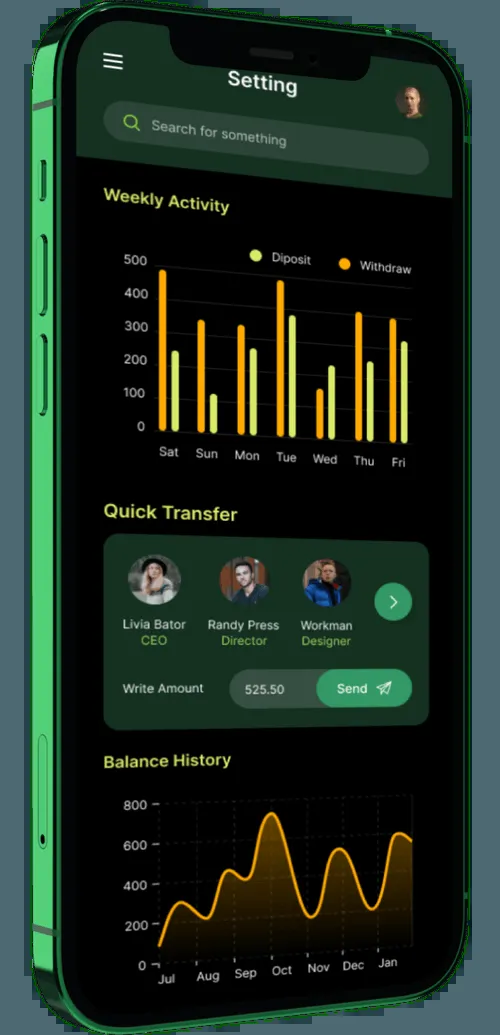 Setting
Search for something
Weekly Activity
Diposit Withdraw
500
400
300
200
100
0
Sat Sun Mon Tue Wed Thu Fri
Quick Transfer
Livia Bator Randy Press Workman
CEO Director Designer
Write Amount 525.50 Send
Balance History
800
600
400
200
0
Jul Aug Sep Oct Nov Dec Jan